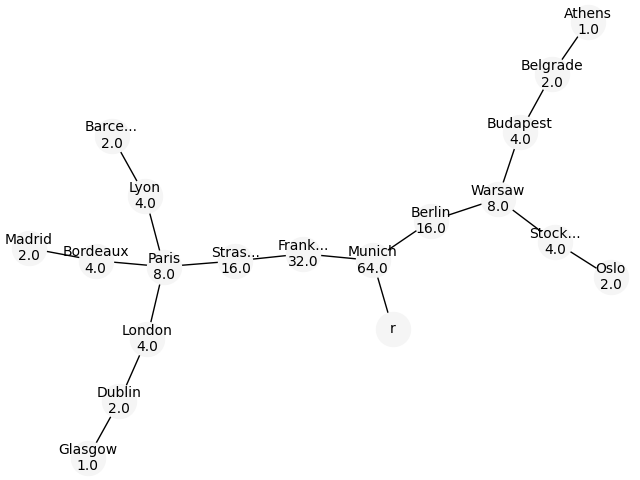 Athens
1.0
Belgrade
2.0
Budapest
4.0
Barce...
2.0
Lyon
4.0
Warsaw
8.0
Berlin
16.0
Stock...
4.0
Oslo
2.0
Madrid
2.0
Bordeaux
4.0
Paris
8.0
Stras...
16.0
Frank...
32.0
Munich
64.0
r
London
4.0
Dublin
2.0
Glasgow
1.0